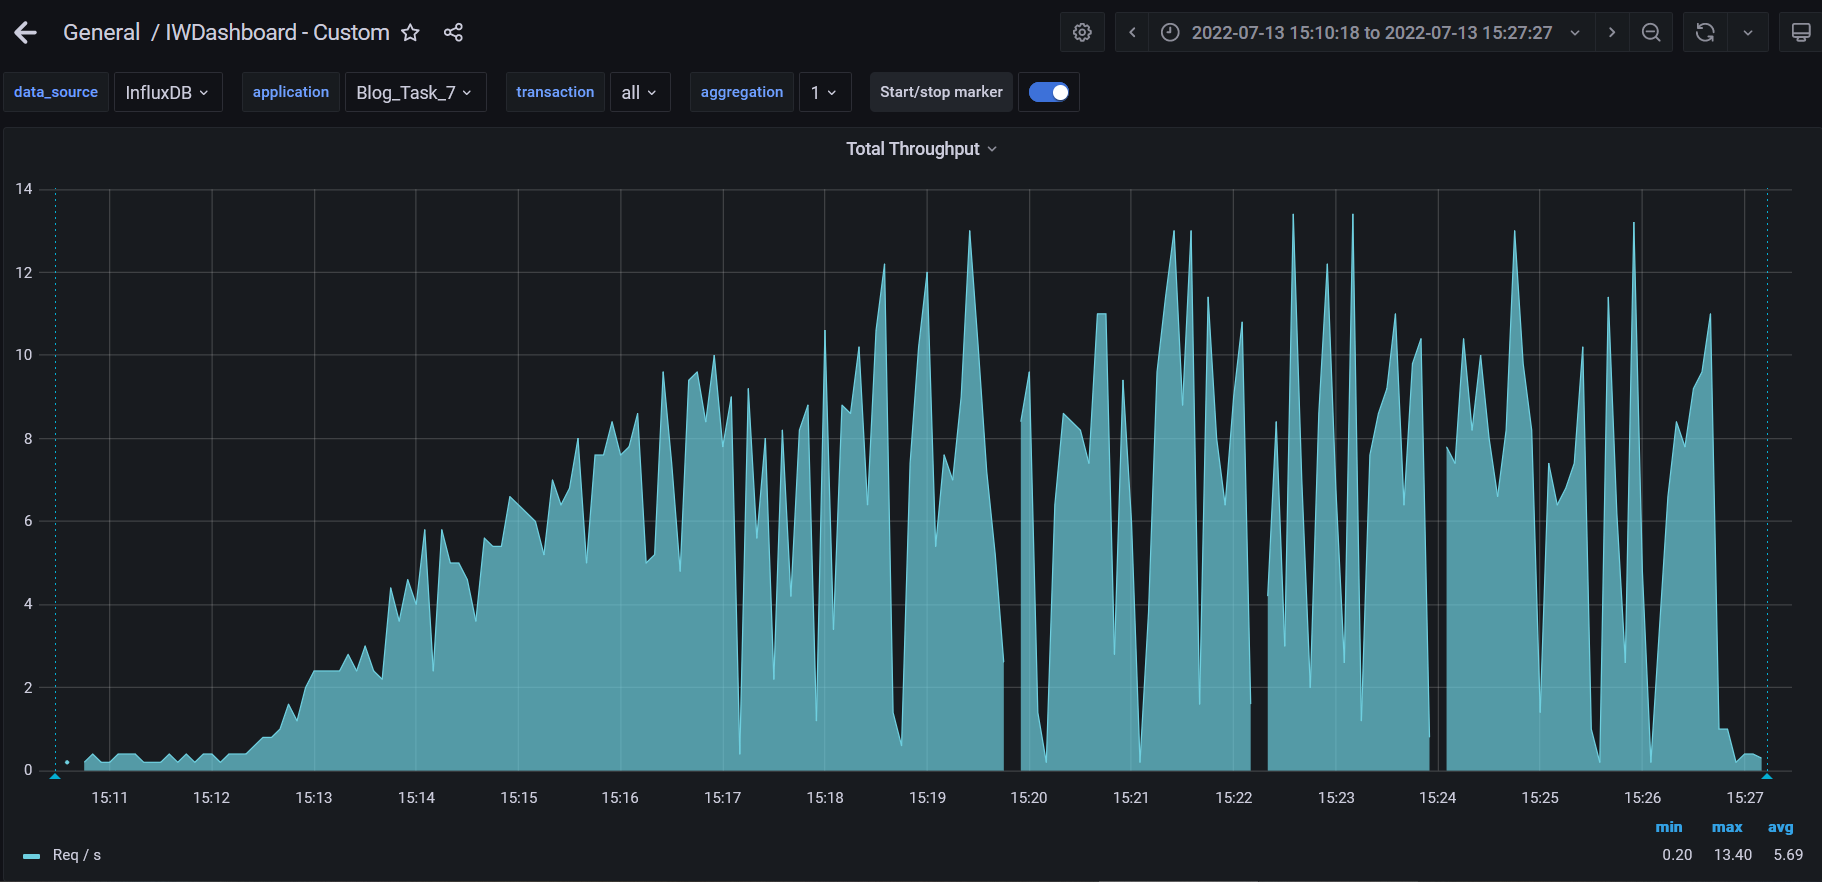 General / IWDashboard - Custom
2022-07-13 15:10:18 to 2022-07-13 15:27:27
data_source InfluxDB application Blog_Task_7 transaction all aggregation 1 Start/stop marker
Total Throughput
14
12
10
8
6
4
2
0
15:11 15:12 15:13 15:14 15:15 15:16 15:17 15:18 15:19 15:20 15:21 15:22 15:23 15:24 15:25 15:26 15:27
min max avg
Req / s 0.20 13.40 5.69